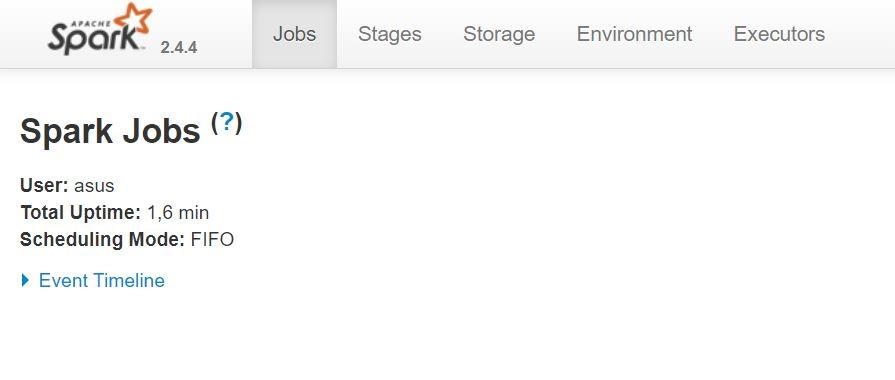 APACHE
Spark™ 2.4.4 Jobs Stages Storage Environment Executors
Spark Jobs (?)
User: asus
Total Uptime: 1,6 min
Scheduling Mode: FIFO
Event Timeline